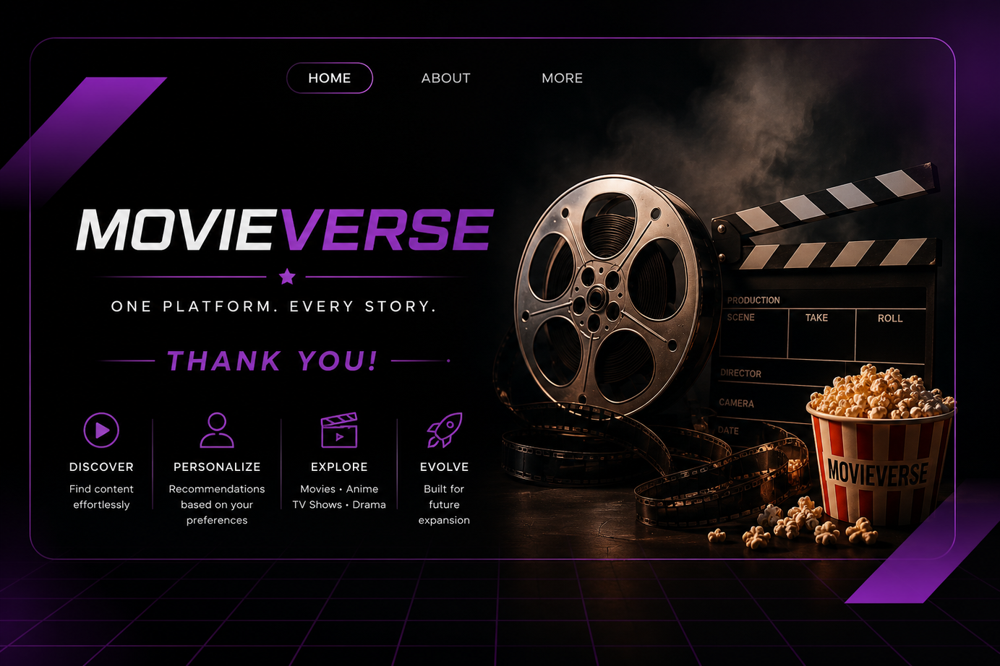 HOME ABOUT MORE
MOVIEVERSE
ONE PLATFORM. EVERY STORY.
THANK YOU!
DISCOVER
Find content
effortlessly
PERSONALIZE
Recommendations
based on your
preferences
EXPLORE
Movies • Anime
TV Shows • Drama
EVOLVE
Built for
future
expansion
PRODUCTION
SCENE TAKE ROLL
DIRECTOR
CAMERA
DATE
MOVIEVERSE